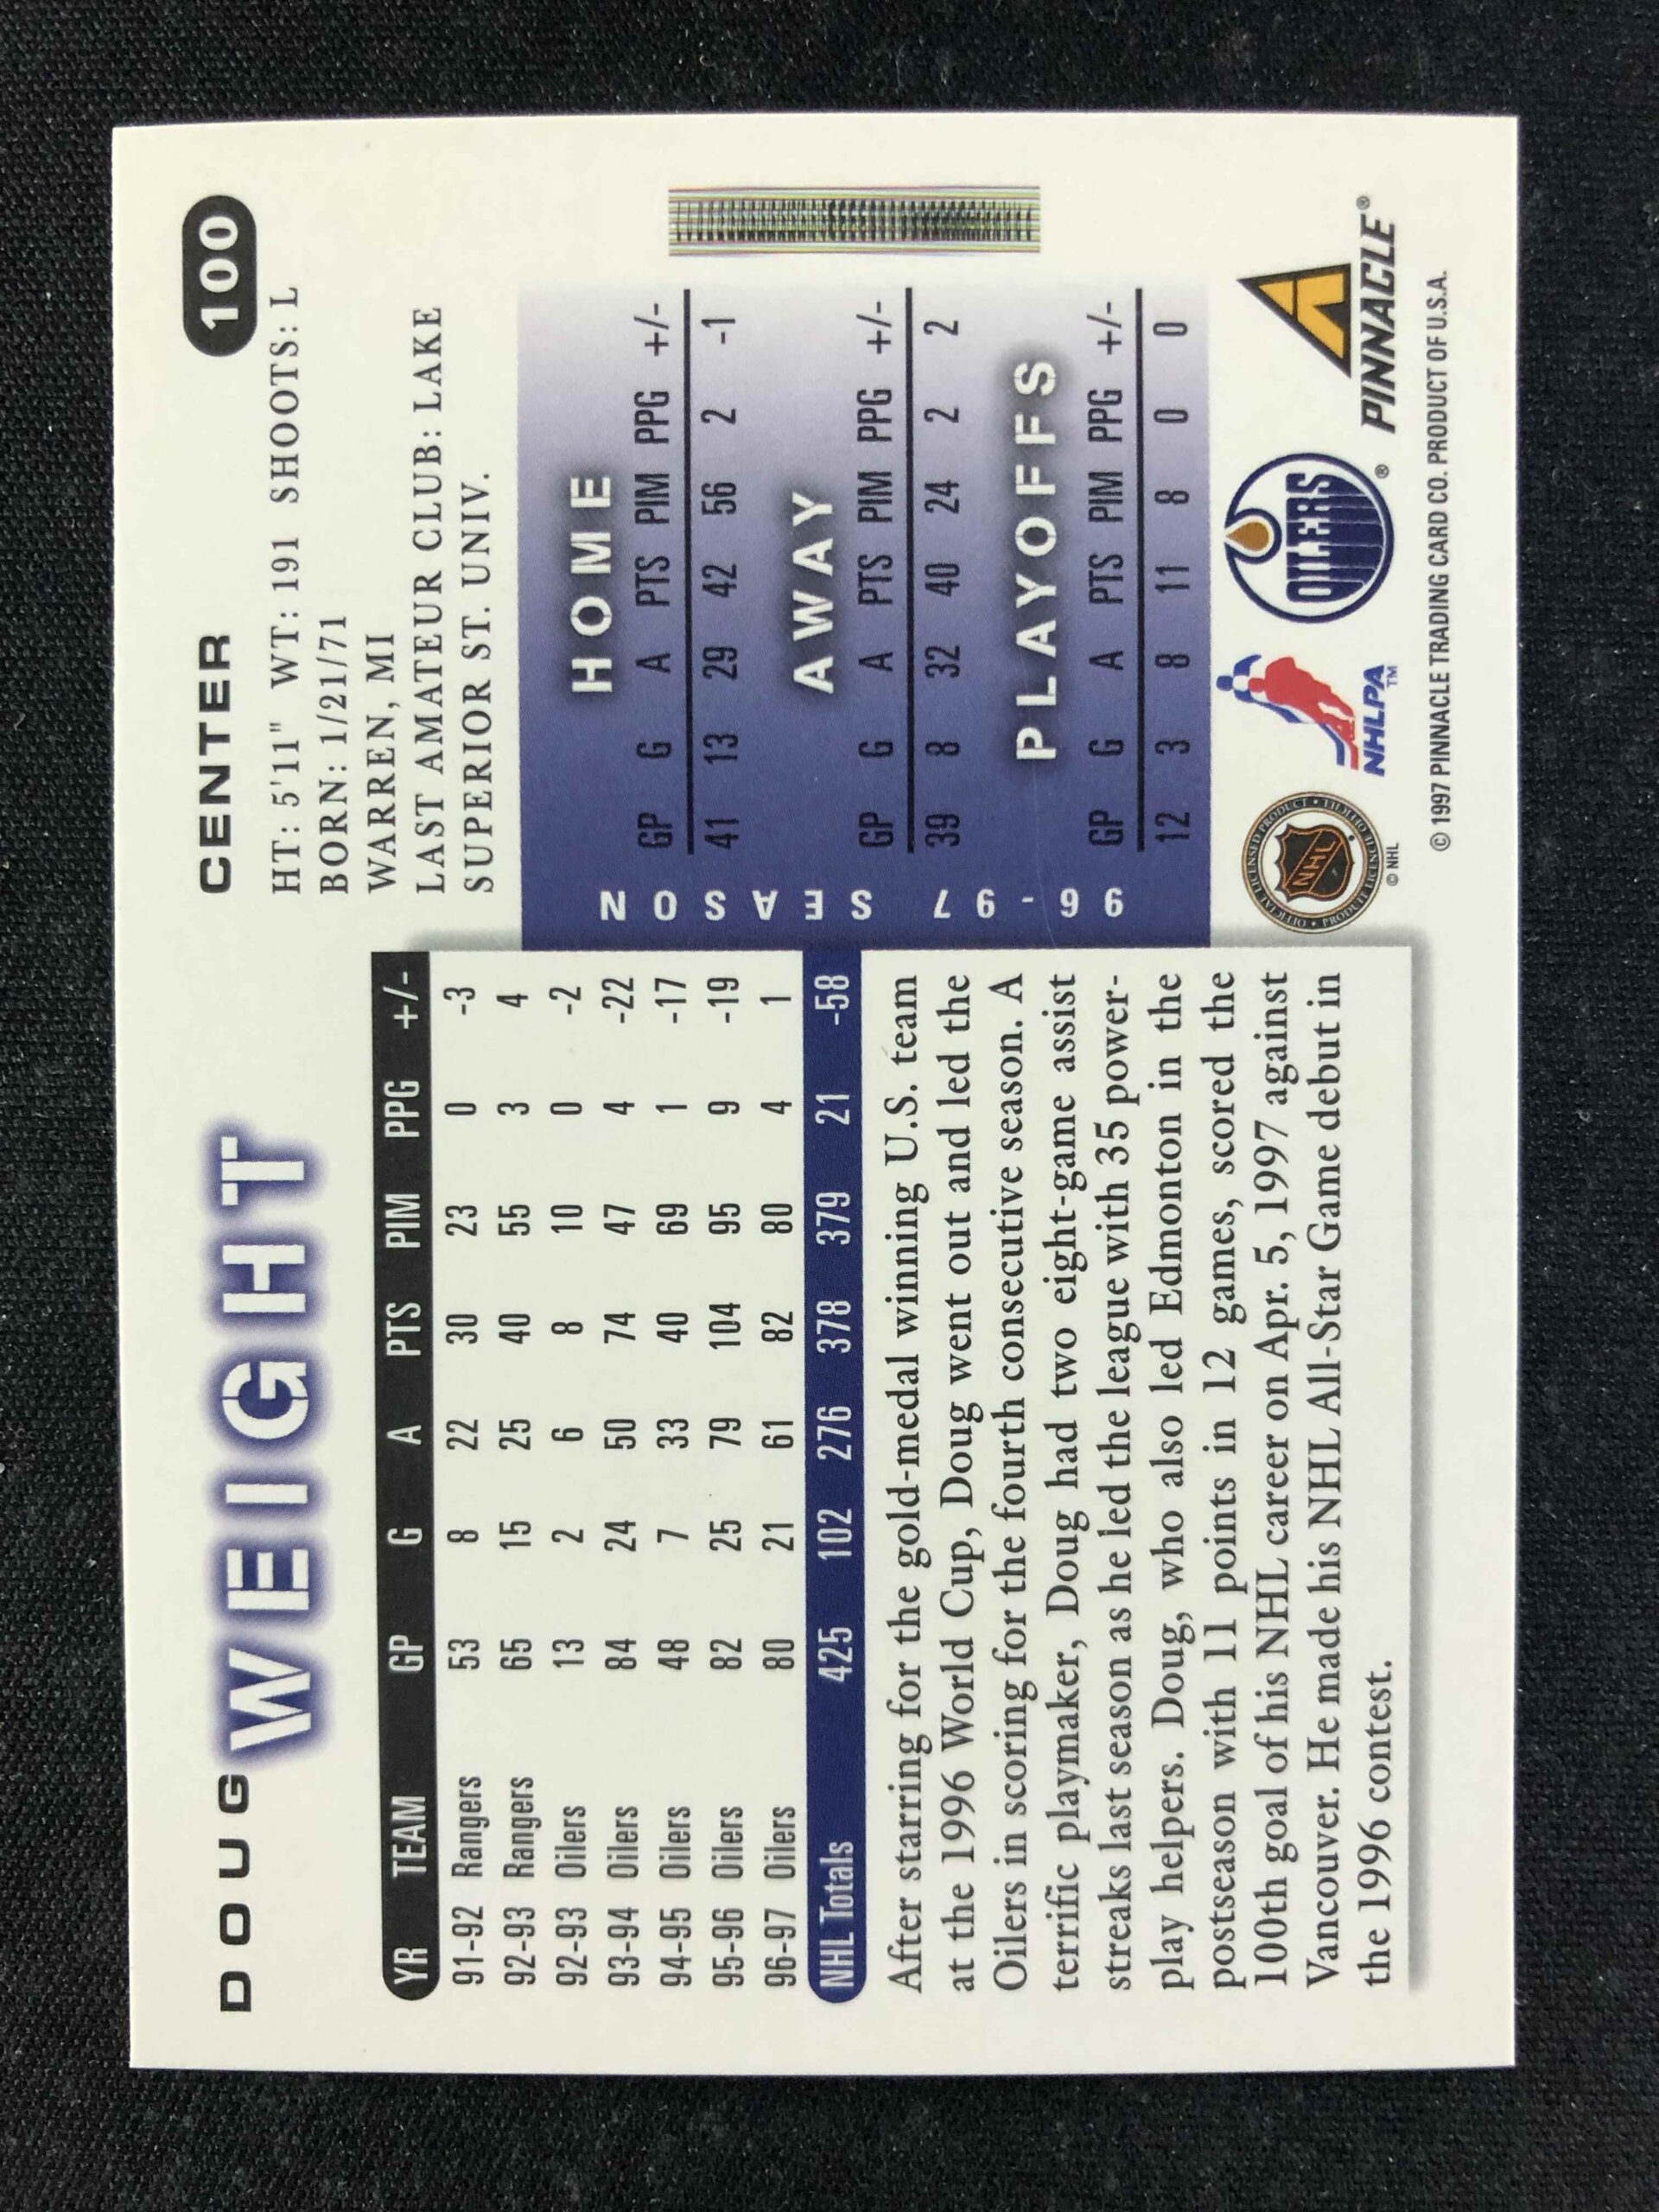 DOUG WEIGHT
CENTER
100
HT: 5'11" WT: 191 SHOOTS: L
BORN: 1/21/71
WARREN, MI
LAST AMATEUR CLUB: LAKE
SUPERIOR ST. UNIV.
YR TEAM GP G A PTS PIM PPG +/-
91-92 Rangers 53 8 22 30 23 0 -3
92-93 Rangers 65 15 25 40 55 3 4
92-93 Oilers 13 2 6 8 10 0 -2
93-94 Oilers 84 24 50 74 47 4 -22
94-95 Oilers 48 7 33 40 69 1 -17
95-96 Oilers 82 25 79 104 95 9 -19
96-97 Oilers 80 21 61 82 80 4 1
NHL Totals 425 102 276 378 379 21 -58
After starring for the gold-medal winning U.S. team
at the 1996 World Cup, Doug went out and led the
Oilers in scoring for the fourth consecutive season. A
terrific playmaker, Doug had two eight-game assist
streaks last season as he led the league with 35 power-
play helpers. Doug, who also led Edmonton in the
postseason with 11 points in 12 games, scored the
100th goal of his NHL career on Apr. 5, 1997 against
Vancouver. He made his NHL All-Star Game debut in
the 1996 contest.
96-97 SEASON
HOME
GP G A PTS PIM PPG +/-
41 13 29 42 56 2 -1
AWAY
GP G A PTS PIM PPG +/-
39 8 32 40 24 2 2
PLAYOFFS
GP G A PTS PIM PPG +/-
12 3 8 11 8 0 0
OFFICIAL LICENSED PRODUCT •
NHL
© NHL
NHLPA™
OILERS®
PINNACLE®
© 1997 PINNACLE TRADING CARD CO. PRODUCT OF U.S.A.